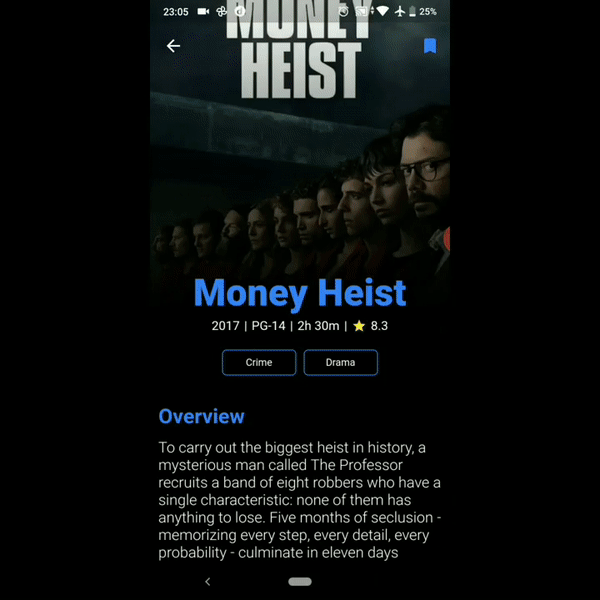 23:05
25%
MONEY
HEIST
Money Heist
2017 | PG-14 | 2h 30m | ⭐ 8.3
Crime
Drama
Overview
To carry out the biggest heist in history, a
mysterious man called The Professor
recruits a band of eight robbers who have a
single characteristic: none of them has
anything to lose. Five months of seclusion -
memorizing every step, every detail, every
probability - culminate in eleven days